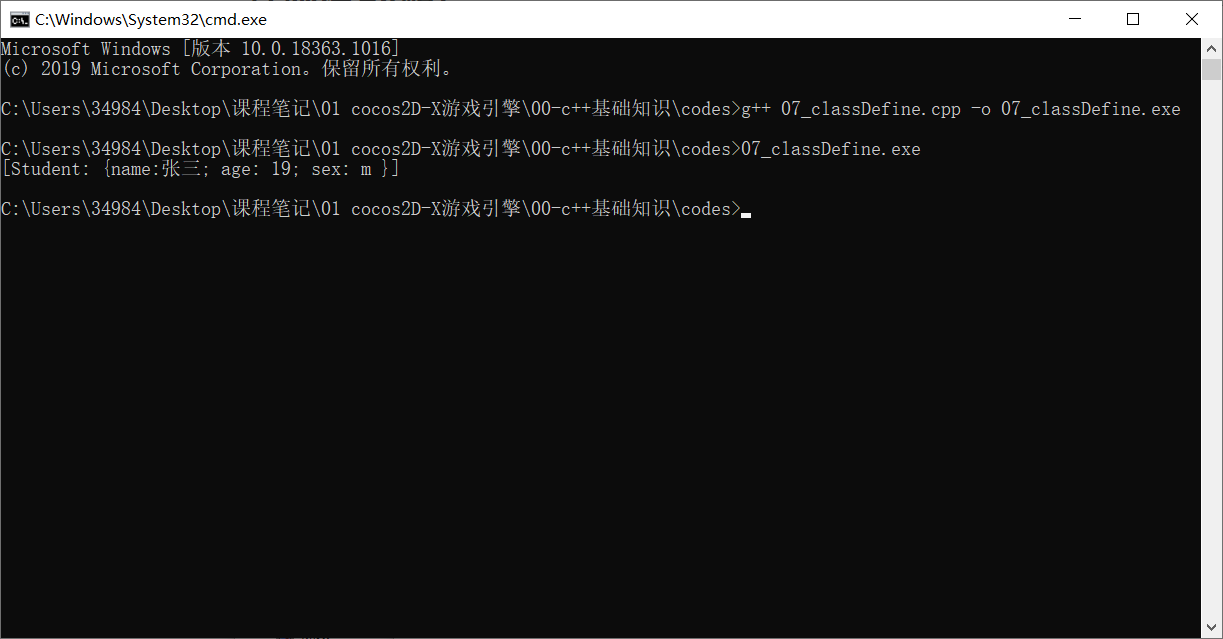 C:\Windows\System32\cmd.exe
Microsoft Windows [版本 10.0.18363.1016]
(c) 2019 Microsoft Corporation。保留所有权利。
C:\Users\34984\Desktop\课程笔记\01 cocos2D-X游戏引擎\00-c++基础知识\codes>g++ 07_classDefine.cpp -o 07_classDefine.exe
C:\Users\34984\Desktop\课程笔记\01 cocos2D-X游戏引擎\00-c++基础知识\codes>07_classDefine.exe
[Student: {name:张三; age: 19; sex: m }]
C:\Users\34984\Desktop\课程笔记\01 cocos2D-X游戏引擎\00-c++基础知识\codes>